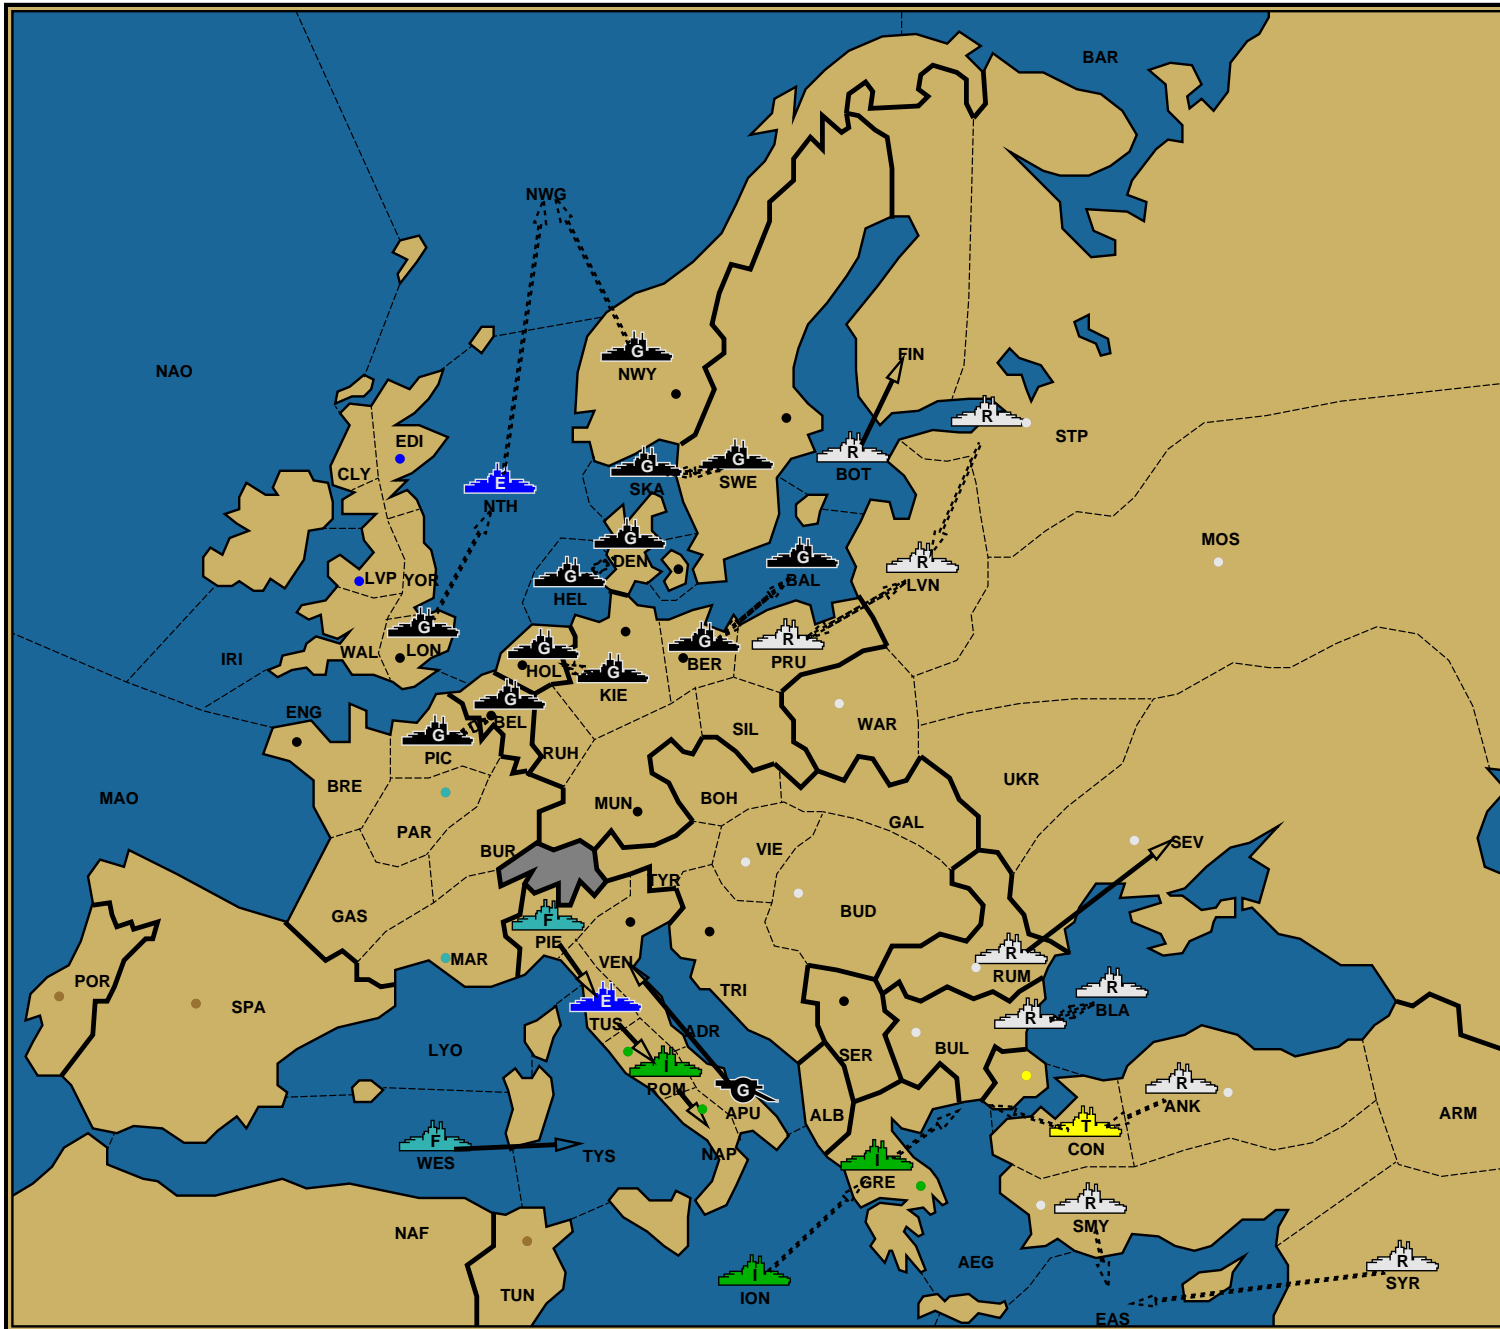 BAR
NWG
NAO
G
NWY
FIN
R
STP
EDI
CLY
E
NTH
G
SKA
G
SWE
R
BOT
MOS
G
DEN
G
HEL
G
BAL
R
LVN
LVP
YOR
G
LON
WAL
IRI
G
HOL
G
KIE
G
BER
R
PRU
ENG
G
BEL
G
PIC
RUH
SIL
WAR
UKR
BRE
MAO
PAR
MUN
BOH
GAL
SEV
BUR
VIE
TYR
GAS
BUD
F
PIE
MAR
VEN
R
RUM
POR
SPA
E
TUS
TRI
R
BLA
R
LYO
ADR
SER
BUL
I
ROM
G
APU
R
ANK
ALB
T
CON
ARM
F
WES
TYS
NAP
I
GRE
R
SMY
NAF
AEG
R
SYR
I
ION
TUN
EAS